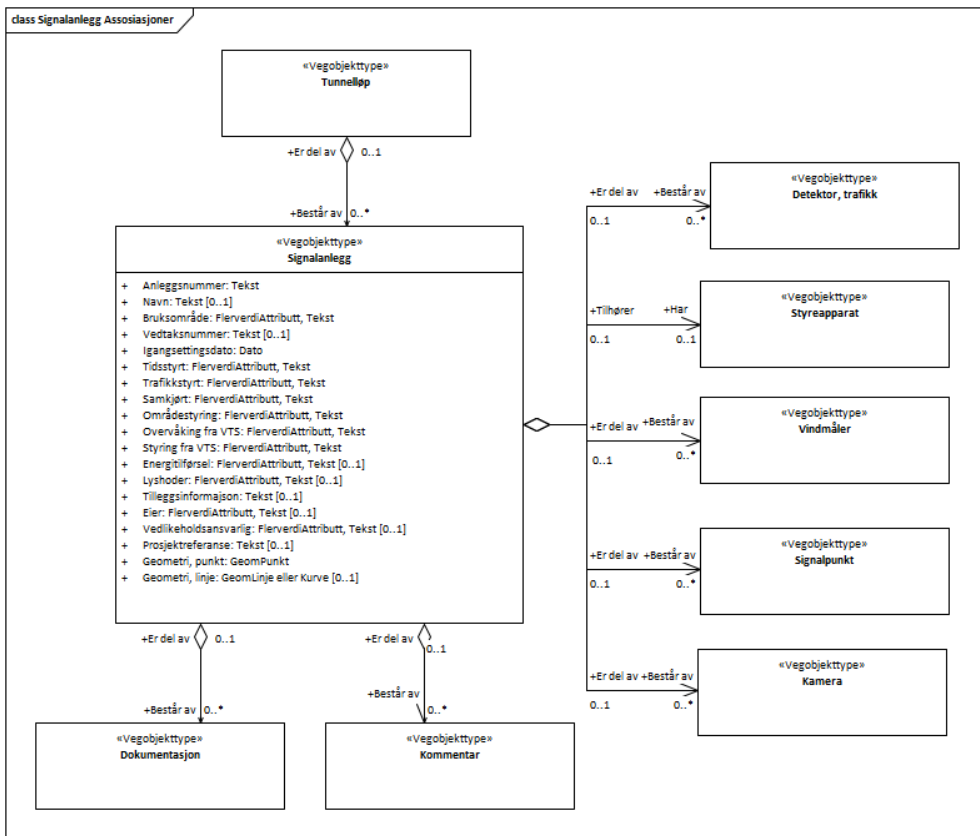 class Signalanlegg Assosiasjoner
«Vegobjekttype»
Tunnelløp
+Er del av 0..1
+Består av 0..*
«Vegobjekttype»
Signalanlegg
+ Anleggsnummer: Tekst
+ Navn: Tekst [0..1]
+ Bruksområde: FlerverdiAttributt, Tekst
+ Vedtaksnummer: Tekst [0..1]
+ Igangsettingsdato: Dato
+ Tidsstyrt: FlerverdiAttributt, Tekst
+ Trafikkstyrt: FlerverdiAttributt, Tekst
+ Samkjørt: FlerverdiAttributt, Tekst
+ Områdestyring: FlerverdiAttributt, Tekst
+ Overvåking fra VTS: FlerverdiAttributt, Tekst
+ Styring fra VTS: FlerverdiAttributt, Tekst
+ Energitilførsel: FlerverdiAttributt, Tekst [0..1]
+ Lyshoder: FlerverdiAttributt, Tekst [0..1]
+ Tilleggsinformajson: Tekst [0..1]
+ Eier: FlerverdiAttributt, Tekst [0..1]
+ Vedlikeholdsansvarlig: FlerverdiAttributt, Tekst [0..1]
+ Prosjektreferanse: Tekst [0..1]
+ Geometri, punkt: GeomPunkt
+ Geometri, linje: GeomLinje eller Kurve [0..1]
+Er del av +Består av
0..1 0..*
«Vegobjekttype»
Detektor, trafikk
+Tilhører +Har
0..1 0..1
«Vegobjekttype»
Styreapparat
+Er del av +Består av
0..1 0..*
«Vegobjekttype»
Vindmåler
+Er del av +Består av
0..1 0..*
«Vegobjekttype»
Signalpunkt
+Er del av +Består av
0..1 0..*
«Vegobjekttype»
Kamera
+Er del av 0..1
+Består av 0..*
«Vegobjekttype»
Dokumentasjon
+Er del av 0..1
+Består av 0..*
«Vegobjekttype»
Kommentar